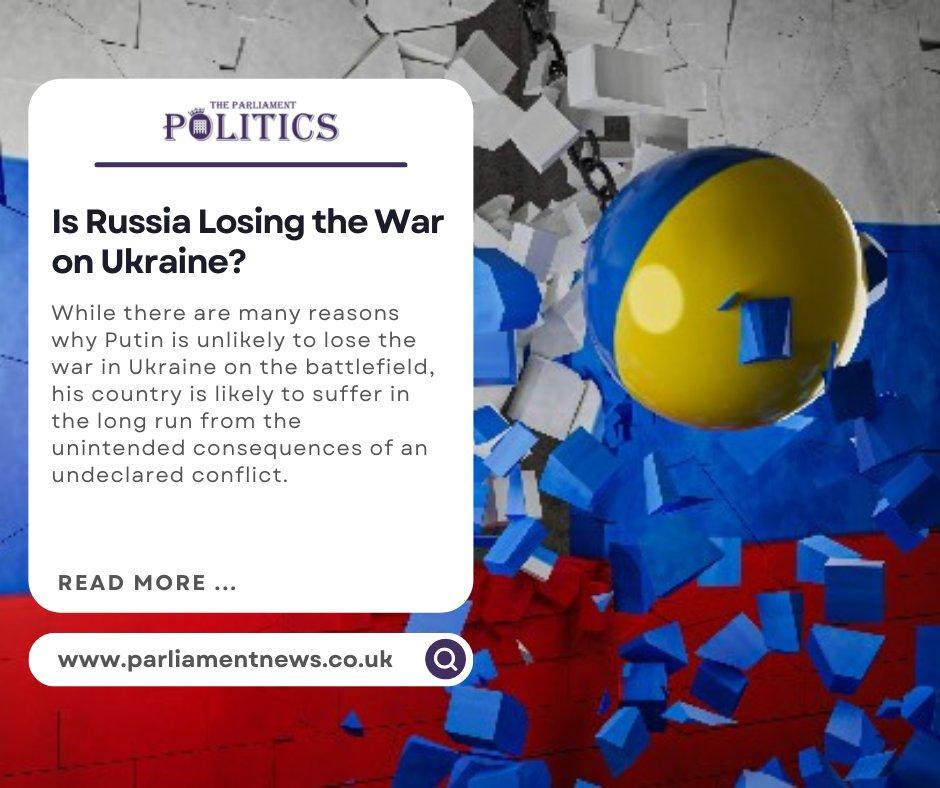 THE PARLIAMENT
POLITICS
Is Russia Losing the War
on Ukraine?
While there are many reasons
why Putin is unlikely to lose the
war in Ukraine on the battlefield,
his country is likely to suffer in
the long run from the
unintended consequences of an
undeclared conflict.
READ MORE ...
www.parliamentnews.co.uk